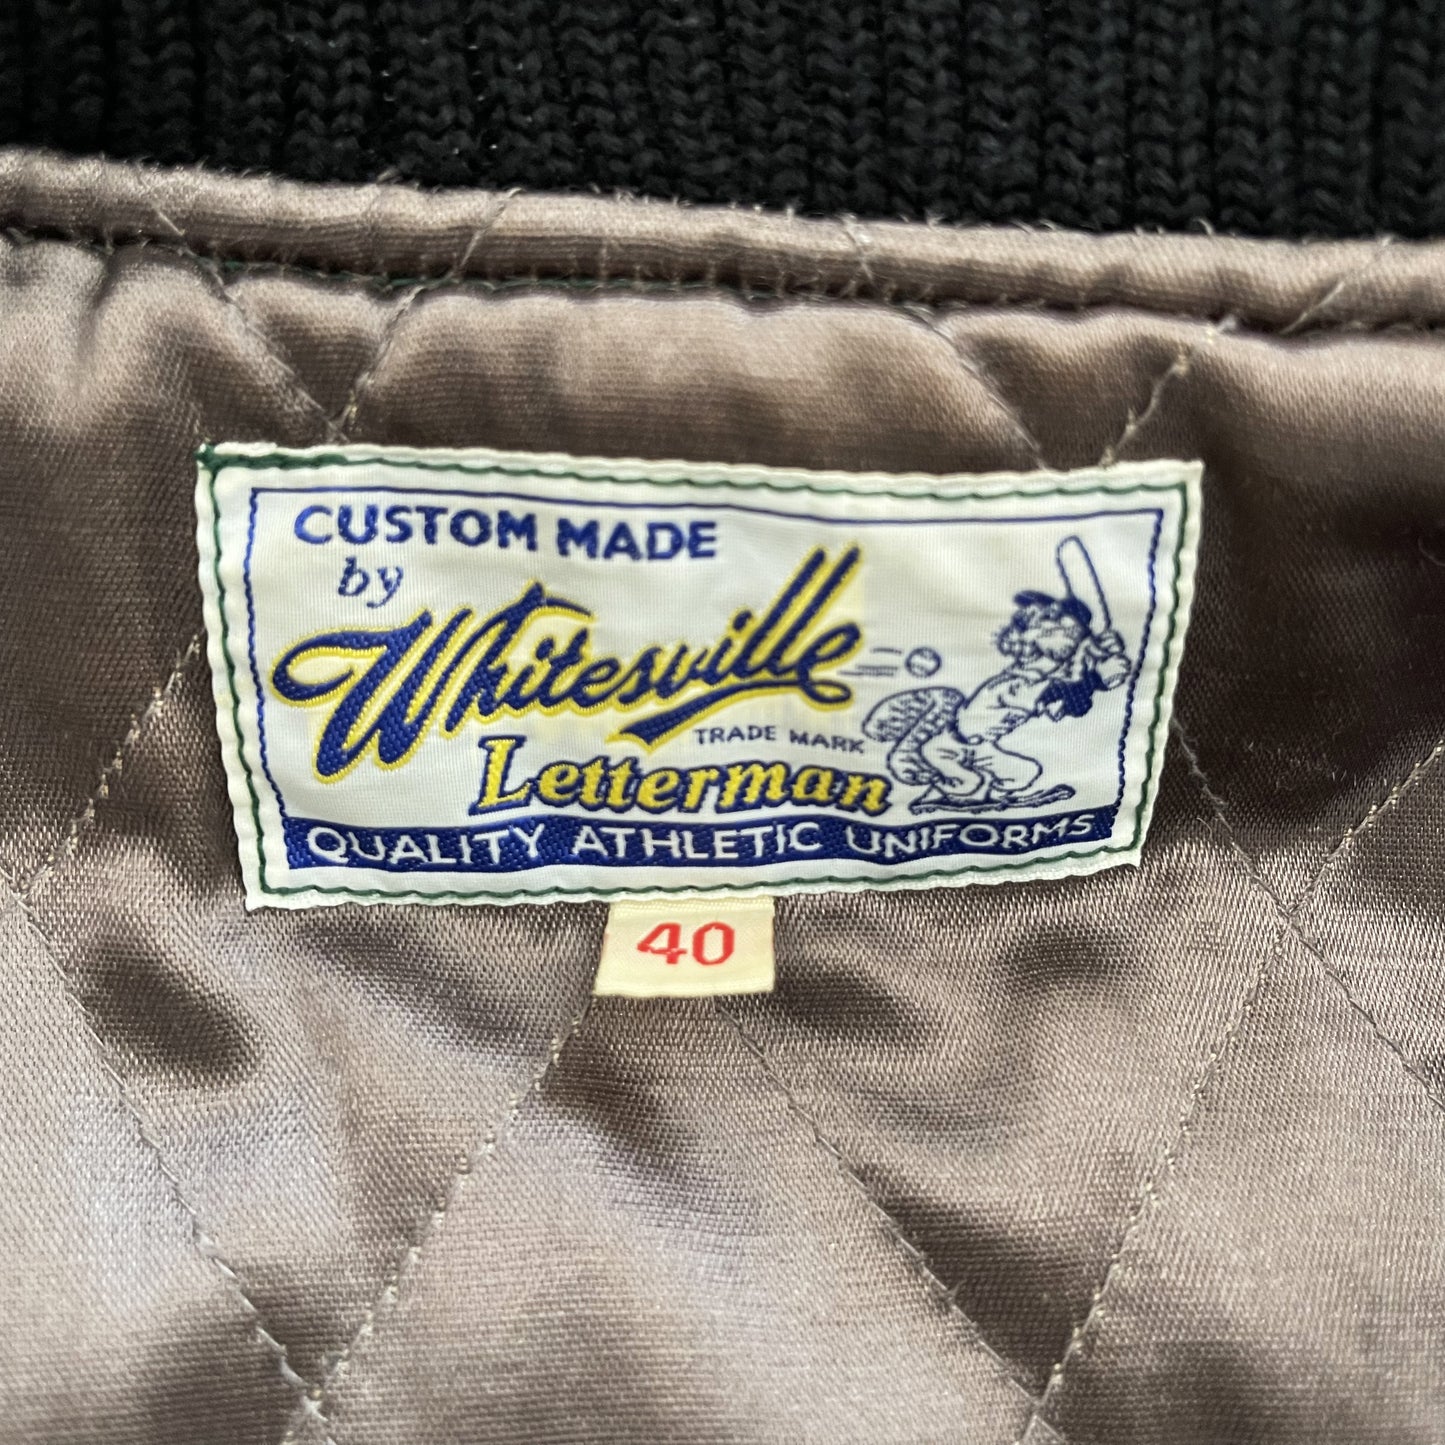 CUSTOM MADE
by
Whitesville
TRADE MARK
Letterman
QUALITY ATHLETIC UNIFORMS
40